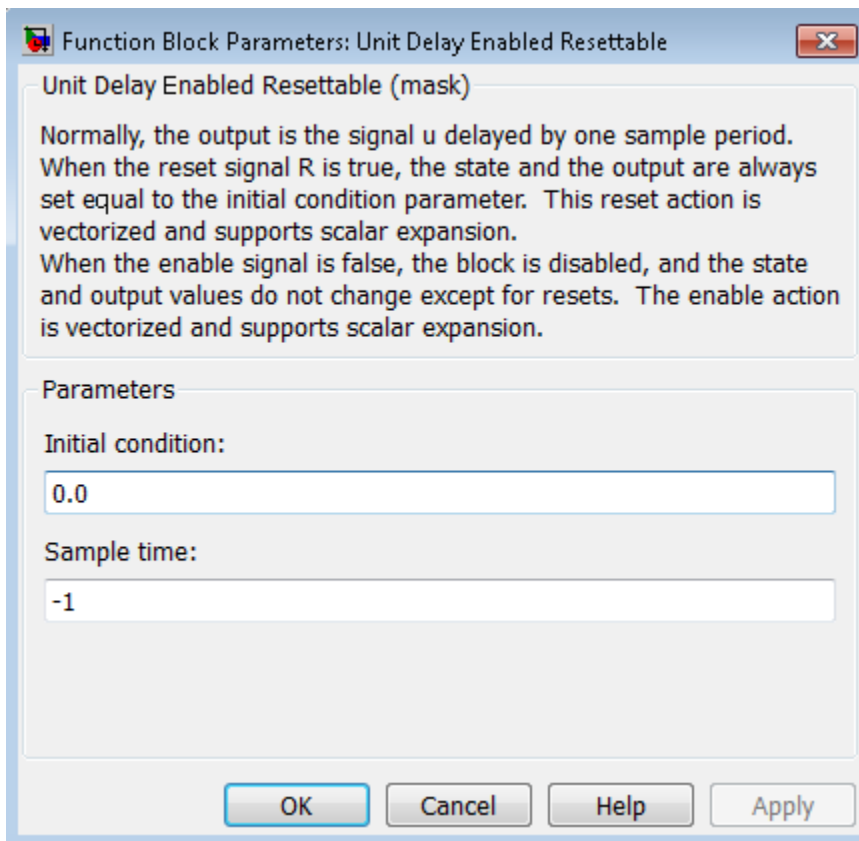 Function Block Parameters: Unit Delay Enabled Resettable
Unit Delay Enabled Resettable (mask)
Normally, the output is the signal u delayed by one sample period.
When the reset signal R is true, the state and the output are always
set equal to the initial condition parameter.  This reset action is
vectorized and supports scalar expansion.
When the enable signal is false, the block is disabled, and the state
and output values do not change except for resets.  The enable action
is vectorized and supports scalar expansion.
Parameters
Initial condition:
0.0
Sample time:
-1
OK Cancel Help Apply